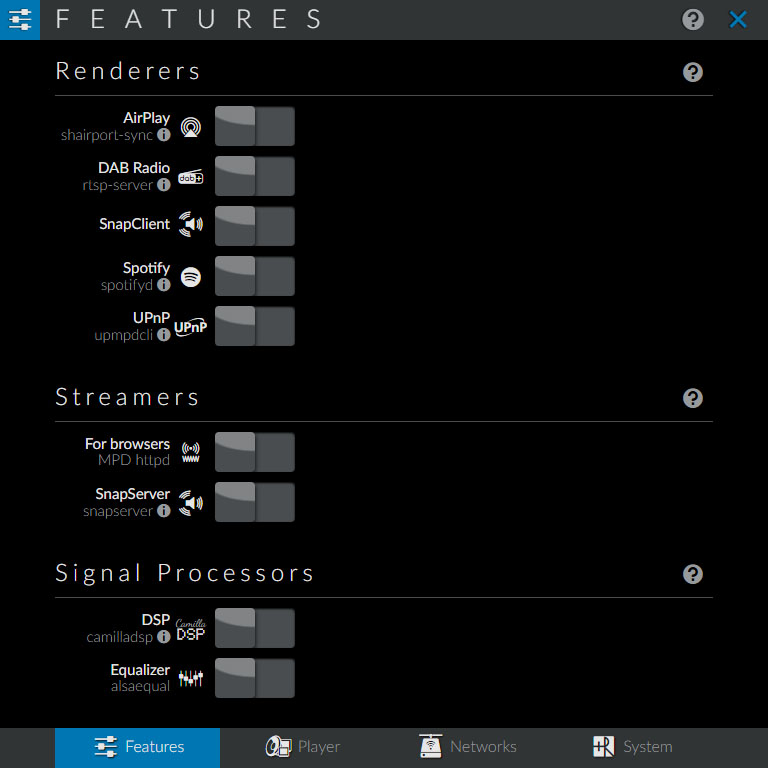 FEATURES
Renderers
AirPlay
shairport-sync
DAB Radio
rtsp-server
dab+
SnapClient
Spotify
spotifyd
UPnP
upmpdcli
UPnP
Streamers
For browsers
MPD httpd
www
SnapServer
snapserver
Signal Processors
DSP
camilladsp
Camilla
DSP
Equalizer
alsaequal
Features
Player
Networks
System